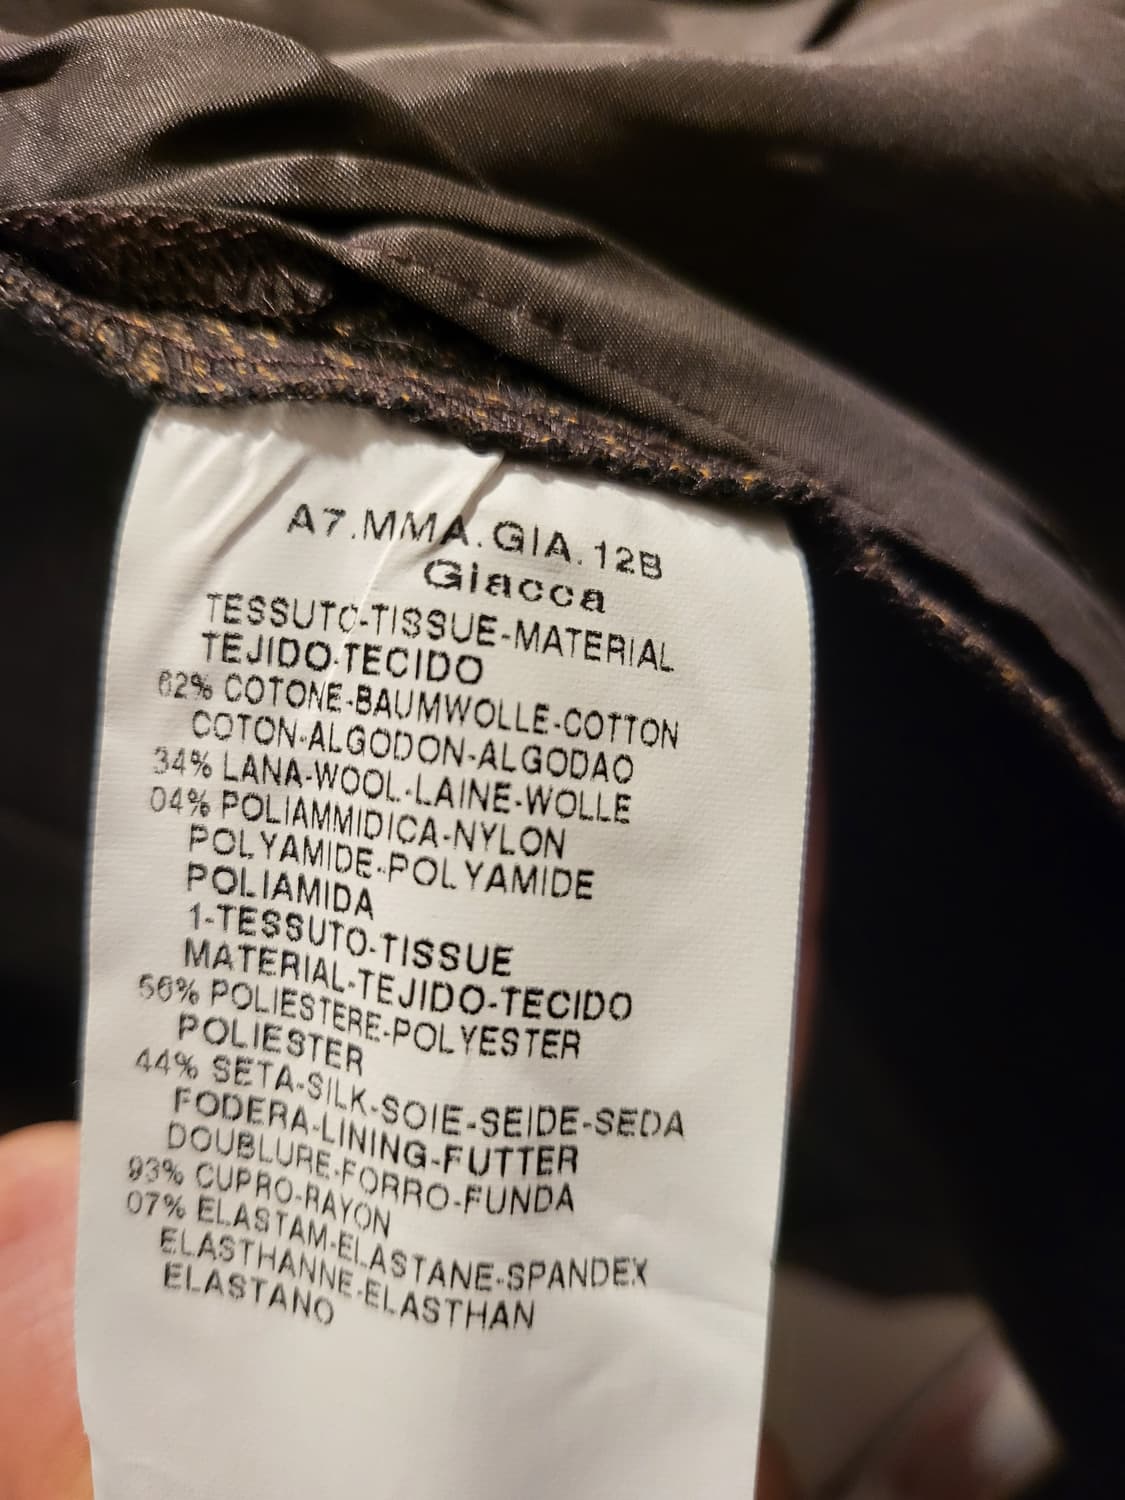 A7.MMA.GIA.12B
Giacca
TESSUTO-TISSUE-MATERIAL
TEJIDO-TECIDO
62% COTONE-BAUMWOLLE-COTTON
COTON-ALGODON-ALGODAO
34% LANA-WOOL-LAINE-WOLLE
04% POLIAMMIDICA-NYLON
POLYAMIDE-POLYAMIDE
POLIAMIDA
1-TESSUTO-TISSUE
MATERIAL-TEJIDO-TECIDO
56% POLIESTERE-POLYESTER
POLIESTER
44% SETA-SILK-SOIE-SEIDE-SEDA
FODERA-LINING-FUTTER
DOUBLURE-FORRO-FUNDA
93% CUPRO-RAYON
07% ELASTAM-ELASTANE-SPANDEX
ELASTHANNE-ELASTHAN
ELASTANO